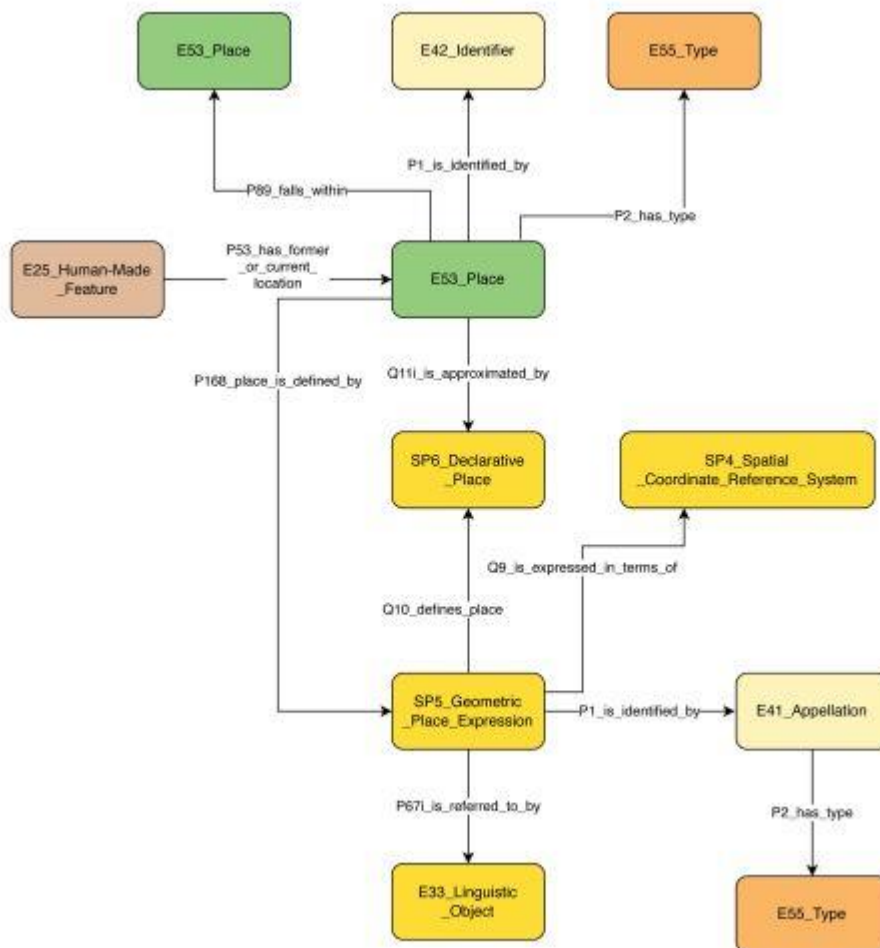 E53_Place
E42_Identifier
E55_Type
P1_is_identified_by
P89_falls_within
P2_has_type
E25_Human-Made
_Feature
P53_has_former
_or_current_
location
E53_Place
P168_place_is_defined_by
Q11i_is_approximated_by
SP6_Declarative
_Place
SP4_Spatial
_Coordinate_Reference_System
Q9_is_expressed_in_terms_of
Q10_defines_place
SP5_Geometric
_Place_Expression
P1_is_identified_by
E41_Appellation
P67i_is_referred_to_by
P2_has_type
E33_Linguistic
_Object
E55_Type